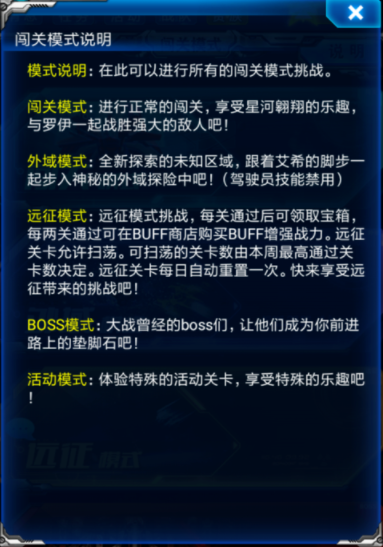 闯关模式说明
模式说明：在此可以进行所有的闯关模式挑战。
闯关模式：进行正常的闯关，享受星河翱翔的乐趣，
与罗伊一起战胜强大的敌人吧！
外域模式：全新探索的未知区域，跟着艾希的脚步一
起步入神秘的外域探险中吧！（驾驶员技能禁用）
远征模式：远征模式挑战，每关通过后可领取宝箱，
每两关通过可在BUFF商店购买BUFF增强战力。远征
关卡允许扫荡。可扫荡的关卡数由本周最高通过关
卡数决定。远征关卡每日自动重置一次。快来享受远
征带来的挑战吧！
BOSS模式：大战曾经的boss们，让他们成为你前进
路上的垫脚石吧！
活动模式：体验特殊的活动关卡，享受特殊的乐趣吧
！
远征